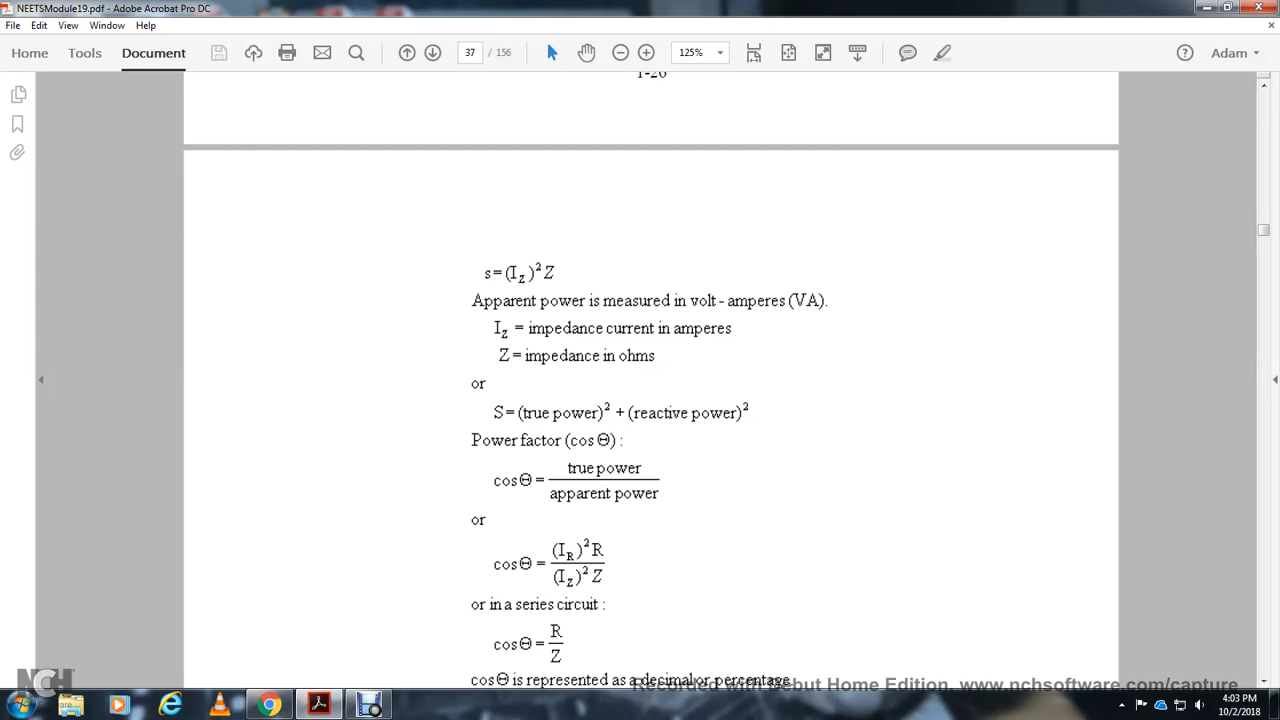 NEETSModule19.pdf - Adobe Acrobat Pro DC
File Edit View Window Help
Home Tools Document 37 / 156 125% Adam
1-26
s = (I_Z)² Z
Apparent power is measured in volt - amperes (VA).
I_Z = impedance current in amperes
Z = impedance in ohms
or
S = (true power)² + (reactive power)²
Power factor (cos Θ) :
cos Θ = true power
apparent power
or
cos Θ = (I_R)² R
(I_Z)² Z
or in a series circuit :
cos Θ = R
Z
cos Θ is represented as a decimal or percentage.
Recorded with Debut Home Edition. www.nchsoftware.com/capture
NCH
4:03 PM
10/2/2018